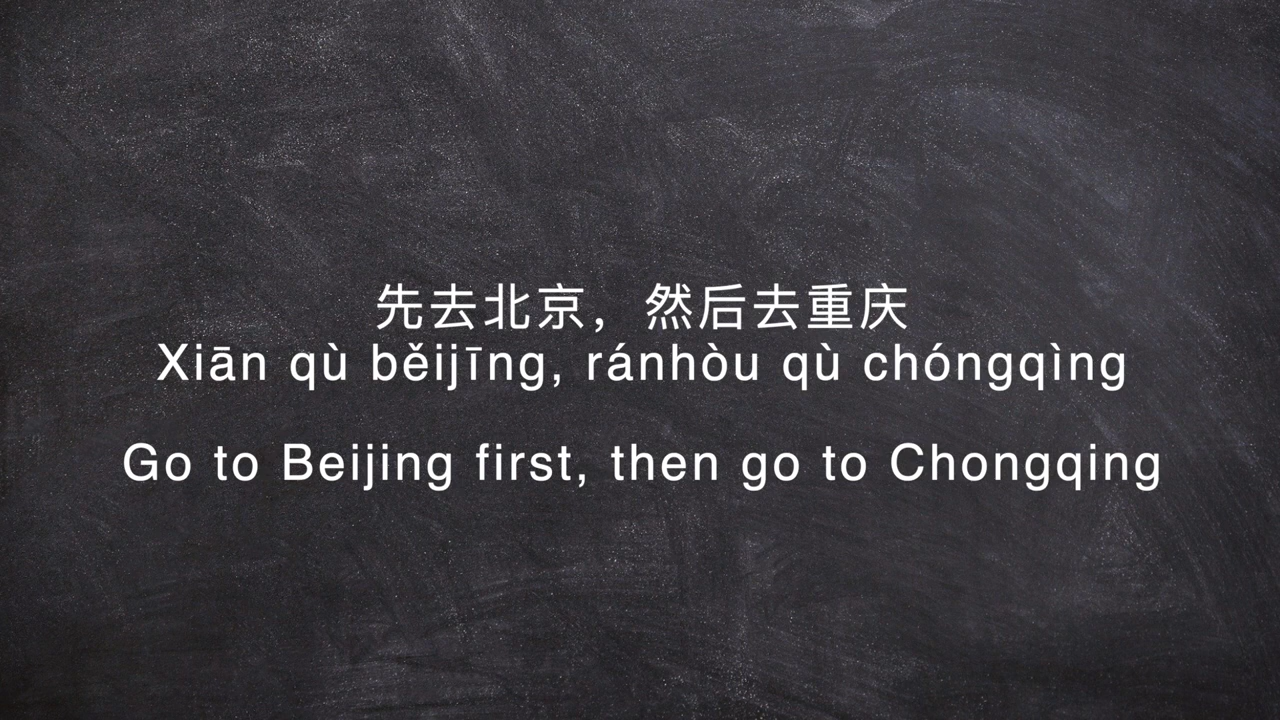 先去北京，然后去重庆
Xiān qù běijīng, ránhòu qù chóngqìng
Go to Beijing first, then go to Chongqing